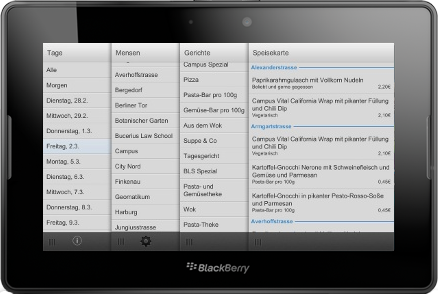 Tage
Alle
Morgen
Dienstag, 28.2.
Mittwoch, 29.2.
Donnerstag, 1.3.
Freitag, 2.3.
Montag, 5.3.
Dienstag, 6.3.
Mittwoch, 7.3.
Donnerstag, 8.3.
Freitag, 9.3.
Mensen
Averhoffstrasse
Bergedorf
Berliner Tor
Botanischer Garten
Bucerius Law School
Campus
City Nord
Finkenau
Geomatikum
Harburg
Jungiusstrasse
Gerichte
Campus Spezial
Pizza
Pasta-Bar pro 100g
Gemüse-Bar pro 100g
Aus dem Wok
Suppe & Co
Tagesgericht
BLS Spezial
Pasta- und
Gemüsetheke
Wok
Pasta-Theke
Speisekarte
Alexanderstrasse
Paprikarahmgulasch mit Vollkorn Nudeln
Beliebt und gerne gegessen 2,20€
Campus Vital California Wrap mit pikanter Füllung
und Chili Dip
Vegetarisch 2,10€
Armgartstrasse
Campus Vital California Wrap mit pikanter Füllung
und Chili Dip
Vegetarisch 2,10€
Kartoffel-Gnocchi Nerone mit Schweinefleisch und
Gemüse und Parmesan
Pasta-Bar pro 100g 0,45€
Kartoffel-Gnocchi in pikanter Pesto-Rosso-Soße
und Parmesan
Pasta-Bar pro 100g 0,45€
Averhoffstrasse
BlackBerry